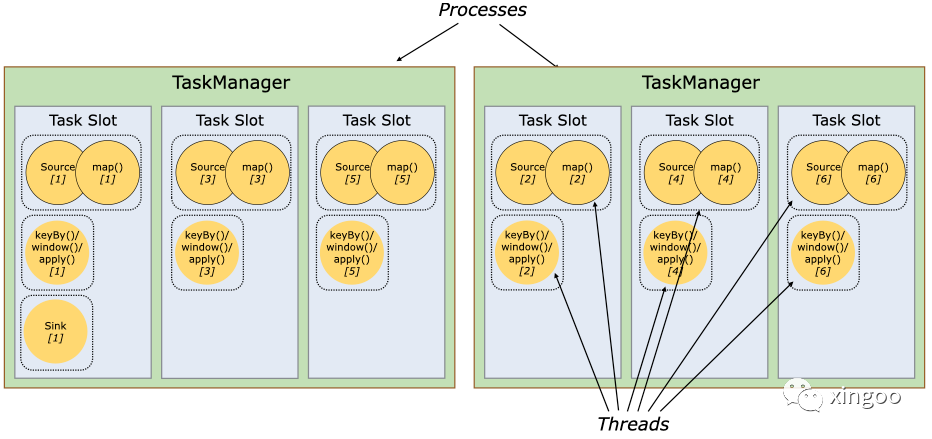 Processes
TaskManager
Task Slot
Source
[1]
map()
[1]
keyBy()/
window()/
apply()
[1]
Sink
[1]
Task Slot
Source
[3]
map()
[3]
keyBy()/
window()/
apply()
[3]
Task Slot
Source
[5]
map()
[5]
keyBy()/
window()/
apply()
[5]
TaskManager
Task Slot
Source
[2]
map()
[2]
keyBy()/
window()/
apply()
[2]
Task Slot
Source
[4]
map()
[4]
keyBy()/
window()/
apply()
[4]
Task Slot
Source
[6]
map()
[6]
keyBy()/
window()/
apply()
[6]
Threads
xingoo